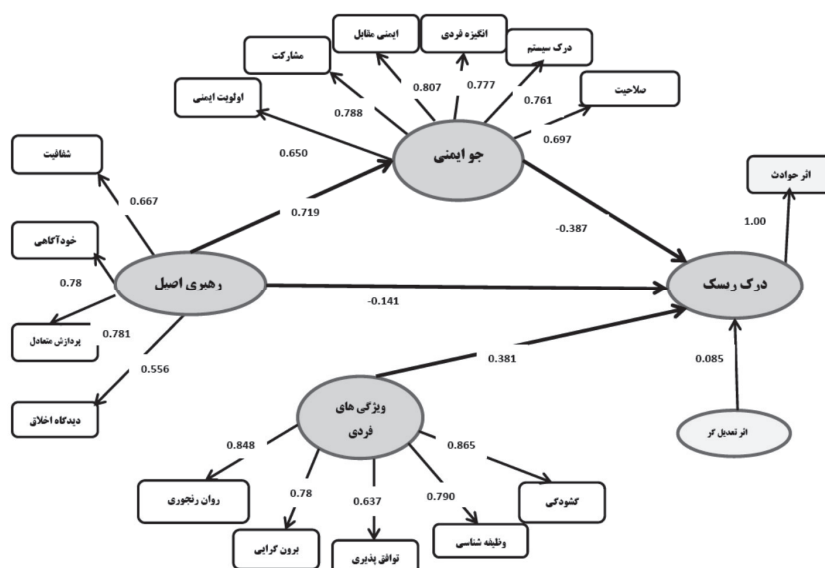 انگیزه فردی
ایمنی مقابل
درک سیستم
مشارکت
صلاحیت
اولویت ایمنی
0.807
0.777
0.761
0.788
0.697
0.650
جو ایمنی
شفافیت
اثر حوادث
0.667
0.719
-0.387
1.00
خودآگاهی
0.78
رهبری اصیل
درک ریسک
-0.141
پردازش متعادل
0.781
0.556
0.381
0.085
دیدگاه اخلاق
ویژگی های
فردی
اثر تعدیل گر
0.848
0.865
0.78
0.637
0.790
روان رنجوری
گشودگی
برون گرایی
توافق پذیری
وظیفه شناسی